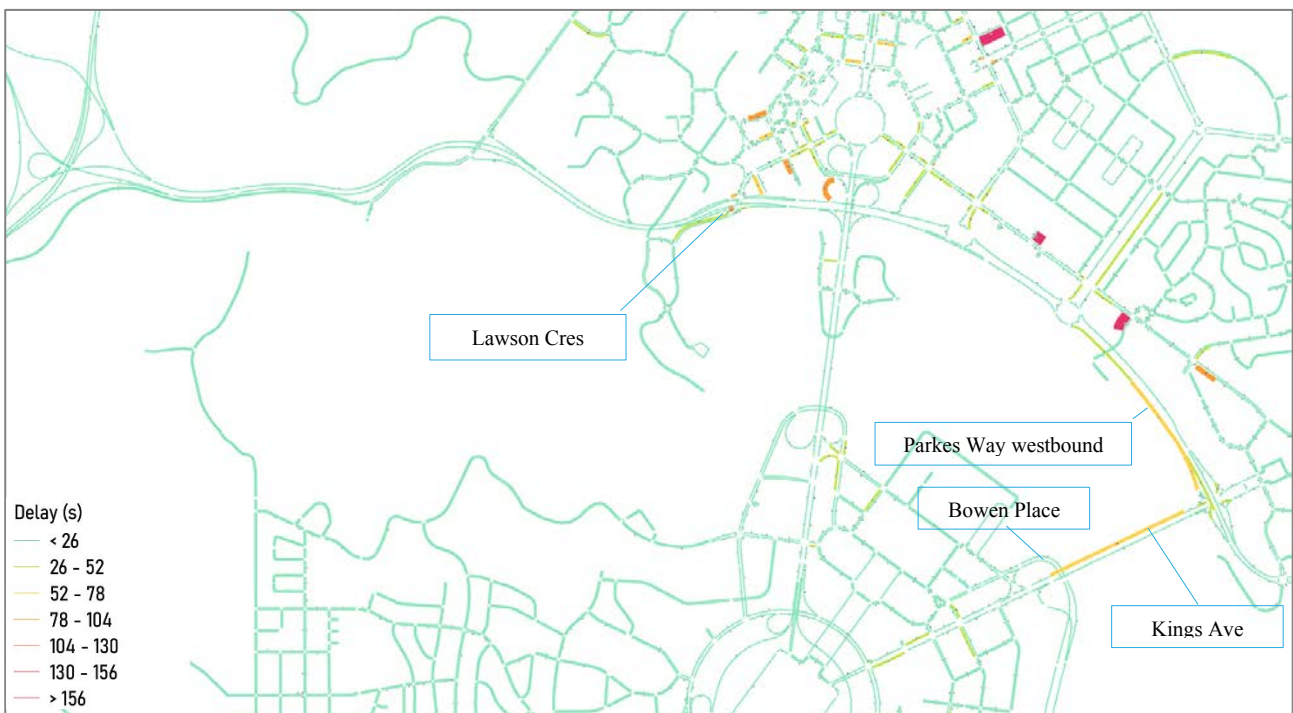 Lawson Cres
Parkes Way westbound
Bowen Place
Kings Ave
Delay (s)
< 26
26 - 52
52 - 78
78 - 104
104 - 130
130 - 156
> 156